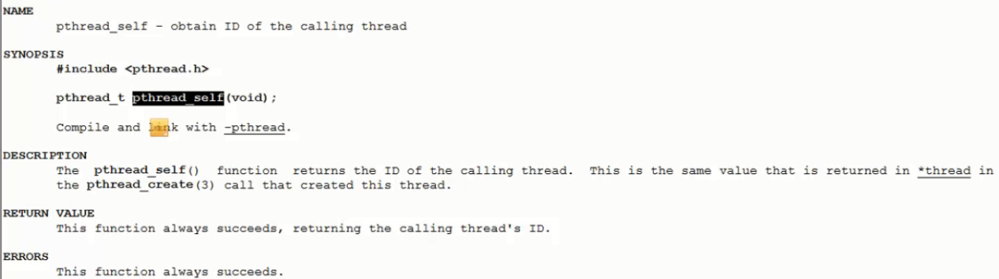 NAME
pthread_self - obtain ID of the calling thread
SYNOPSIS
#include <pthread.h>
pthread_t pthread_self(void);
Compile and link with -pthread.
DESCRIPTION
The pthread_self() function returns the ID of the calling thread. This is the same value that is returned in *thread in
the pthread_create(3) call that created this thread.
RETURN VALUE
This function always succeeds, returning the calling thread's ID.
ERRORS
This function always succeeds.